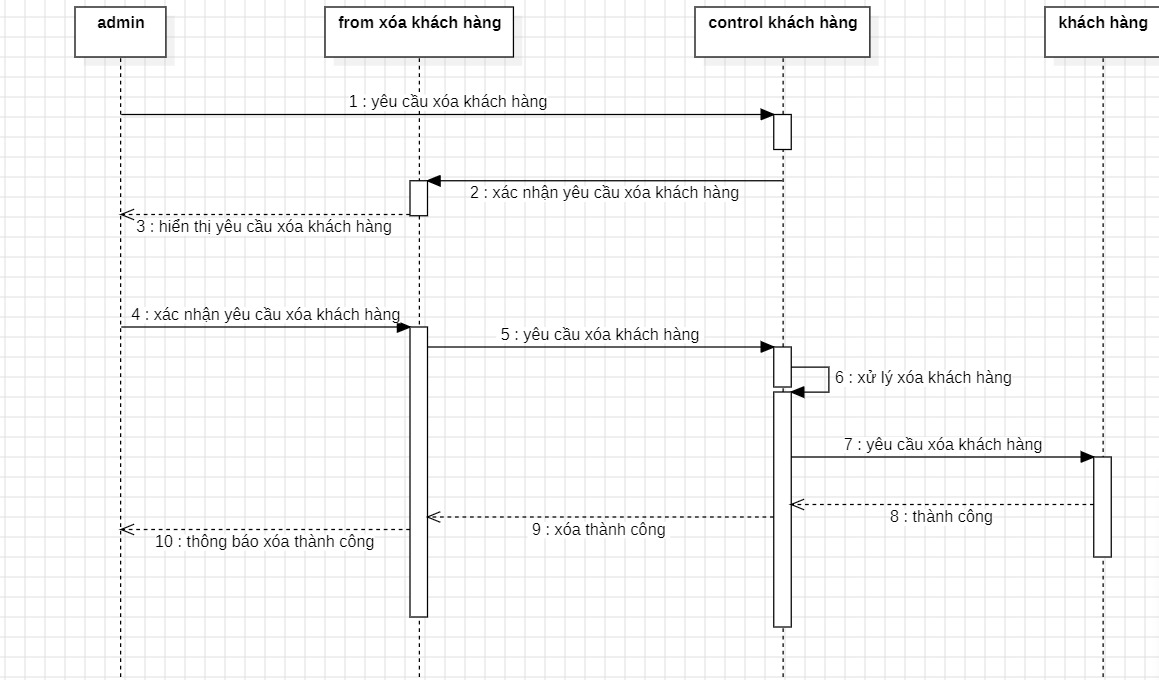 admin
from xóa khách hàng
control khách hàng
khách hàng
1 : yêu cầu xóa khách hàng
2 : xác nhận yêu cầu xóa khách hàng
3 : hiển thị yêu cầu xóa khách hàng
4 : xác nhận yêu cầu xóa khách hàng
5 : yêu cầu xóa khách hàng
6 : xử lý xóa khách hàng
7 : yêu cầu xóa khách hàng
8 : thành công
9 : xóa thành công
10 : thông báo xóa thành công